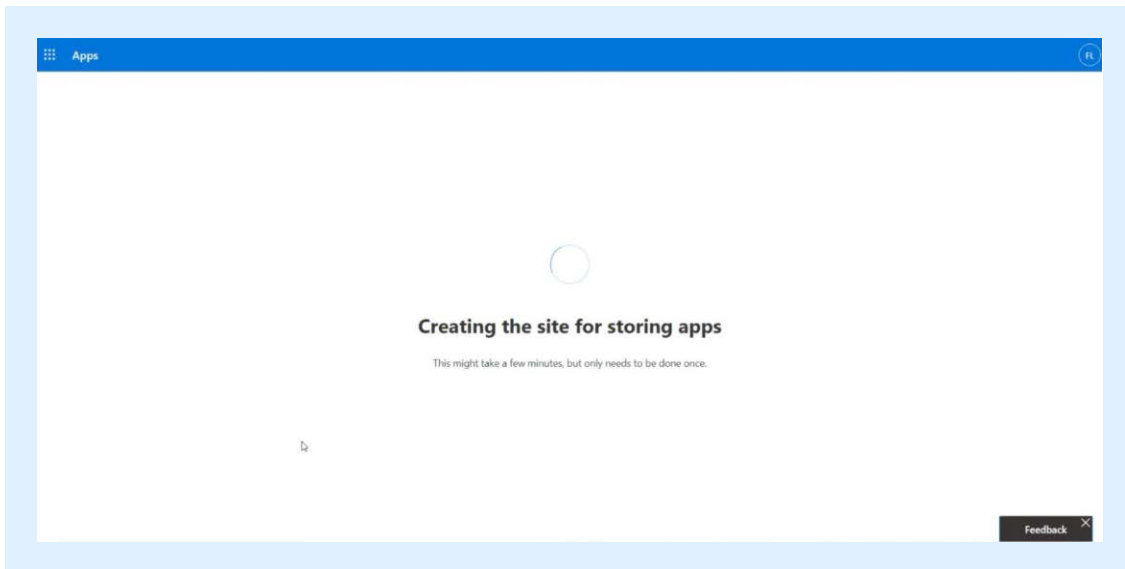 Apps
FL
Creating the site for storing apps
This might take a few minutes, but only needs to be done once.
Feedback